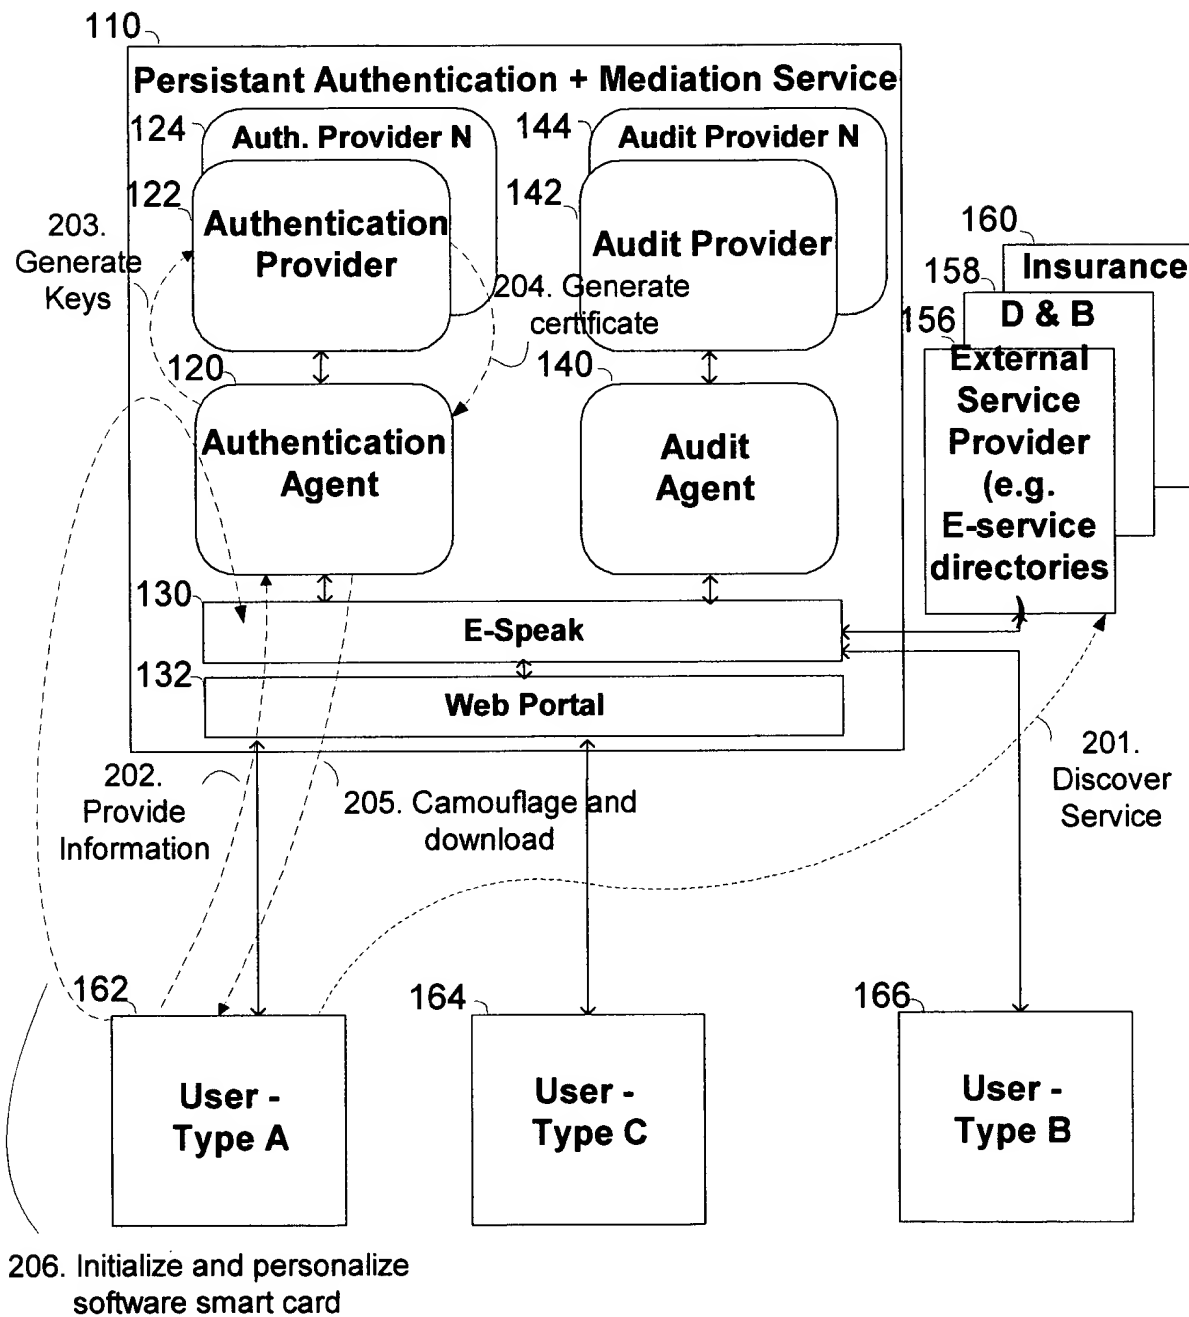 110
Persistant Authentication + Mediation Service
124
Auth. Provider N
144
Audit Provider N
122
Authentication
Provider
142
Audit Provider
203.
Generate
Keys
204. Generate
certificate
160
Insurance
158
D & B
156
External
Service
Provider
(e.g.
E-service
directories
)
120
Authentication
Agent
140
Audit
Agent
130
E-Speak
132
Web Portal
202.
Provide
Information
205. Camouflage and
download
201.
Discover
Service
162
User -
Type A
164
User -
Type C
166
User -
Type B
206. Initialize and personalize
software smart card